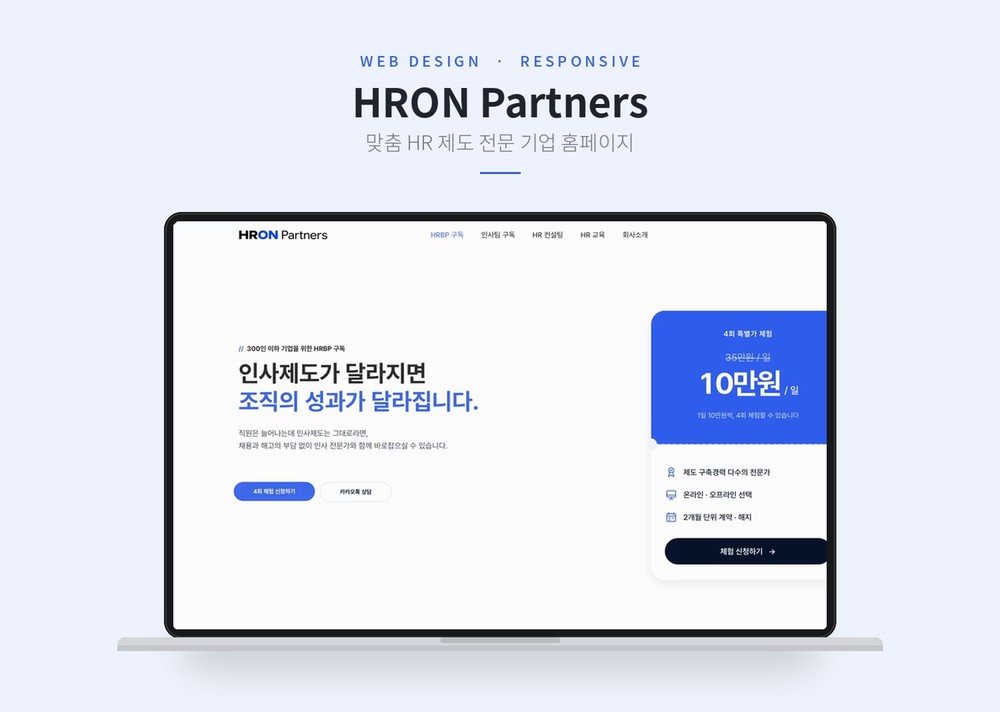 WEB DESIGN · RESPONSIVE
HRON Partners
맞춤 HR 제도 전문 기업 홈페이지
HRON Partners
HRBP 구독 인사팀 구독 HR 컨설팅 HR 교육 회사소개
// 300인 이하 기업을 위한 HRBP 구독
인사제도가 달라지면
조직의 성과가 달라집니다.
직원은 늘어나는데 인사제도는 그대로라면,
채용과 해고의 부담 없이 인사 전문가와 함께 바로잡으실 수 있습니다.
4회 체험 신청하기
카카오톡 상담
4회 특별가 체험
35만원 / 일
10만원 / 일
1일 10만원씩, 4회 체험할 수 있습니다
제도 구축경력 다수의 전문가
온라인 · 오프라인 선택
2개월 단위 계약 · 해지
체험 신청하기 →